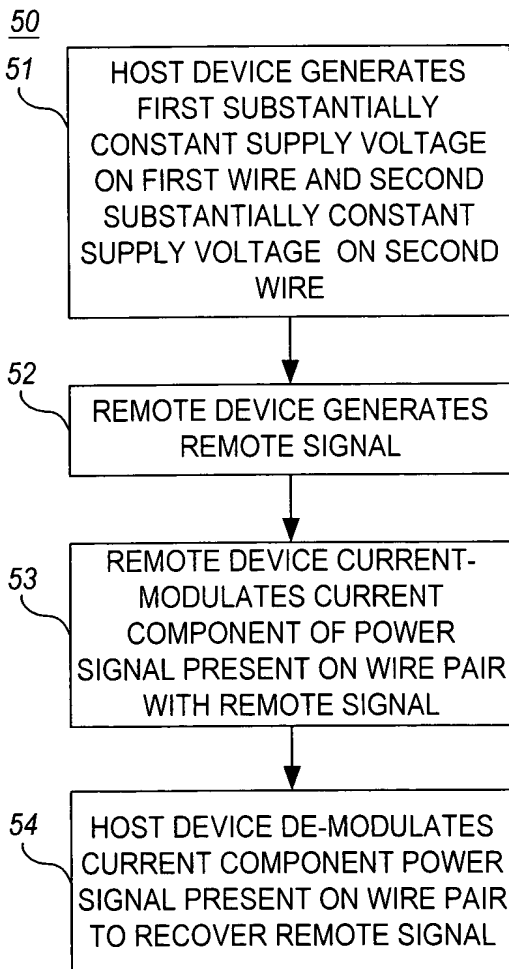 50
51
HOST DEVICE GENERATES
FIRST SUBSTANTIALLY
CONSTANT SUPPLY VOLTAGE
ON FIRST WIRE AND SECOND
SUBSTANTIALLY CONSTANT
SUPPLY VOLTAGE ON SECOND
WIRE
52
REMOTE DEVICE GENERATES
REMOTE SIGNAL
53
REMOTE DEVICE CURRENT-
MODULATES CURRENT
COMPONENT OF POWER
SIGNAL PRESENT ON WIRE PAIR
WITH REMOTE SIGNAL
54
HOST DEVICE DE-MODULATES
CURRENT COMPONENT POWER
SIGNAL PRESENT ON WIRE PAIR
TO RECOVER REMOTE SIGNAL